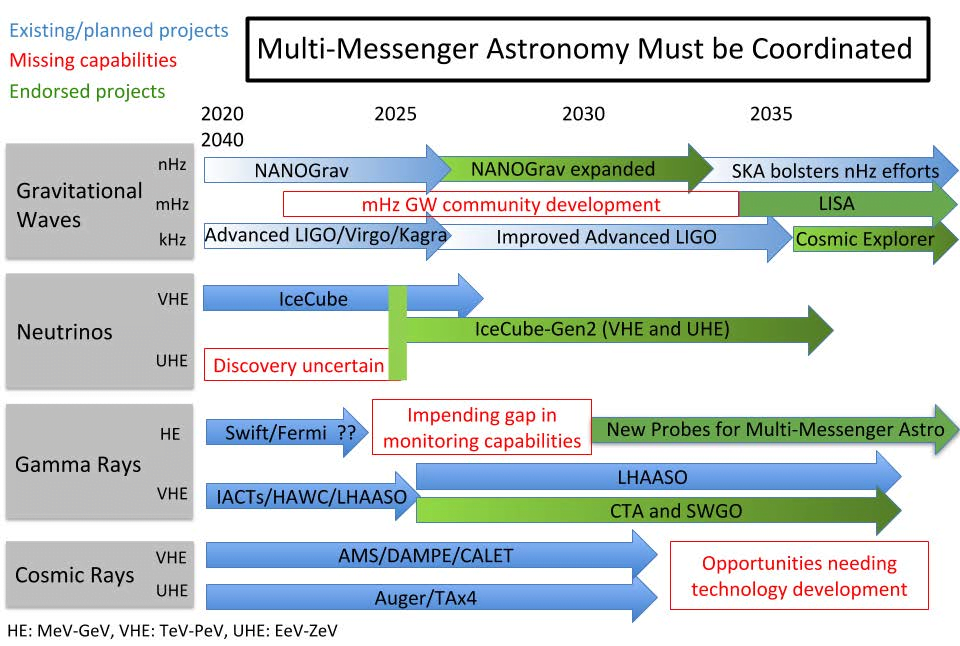 Existing/planned projects
Missing capabilities
Endorsed projects
Multi-Messenger Astronomy Must be Coordinated
2020 2025 2030 2035
2040
Gravitational
Waves
nHz
NANOGrav
NANOGrav expanded
SKA bolsters nHz efforts
mHz
mHz GW community development
LISA
kHz
Advanced LIGO/Virgo/Kagra
Improved Advanced LIGO
Cosmic Explorer
Neutrinos
VHE
IceCube
IceCube-Gen2 (VHE and UHE)
UHE
Discovery uncertain
Gamma Rays
HE
Swift/Fermi ??
Impending gap in
monitoring capabilities
New Probes for Multi-Messenger Astro
VHE
IACTs/HAWC/LHAASO
LHAASO
CTA and SWGO
Cosmic Rays
VHE
AMS/DAMPE/CALET
UHE
Auger/TAx4
Opportunities needing
technology development
HE: MeV-GeV, VHE: TeV-PeV, UHE: EeV-ZeV